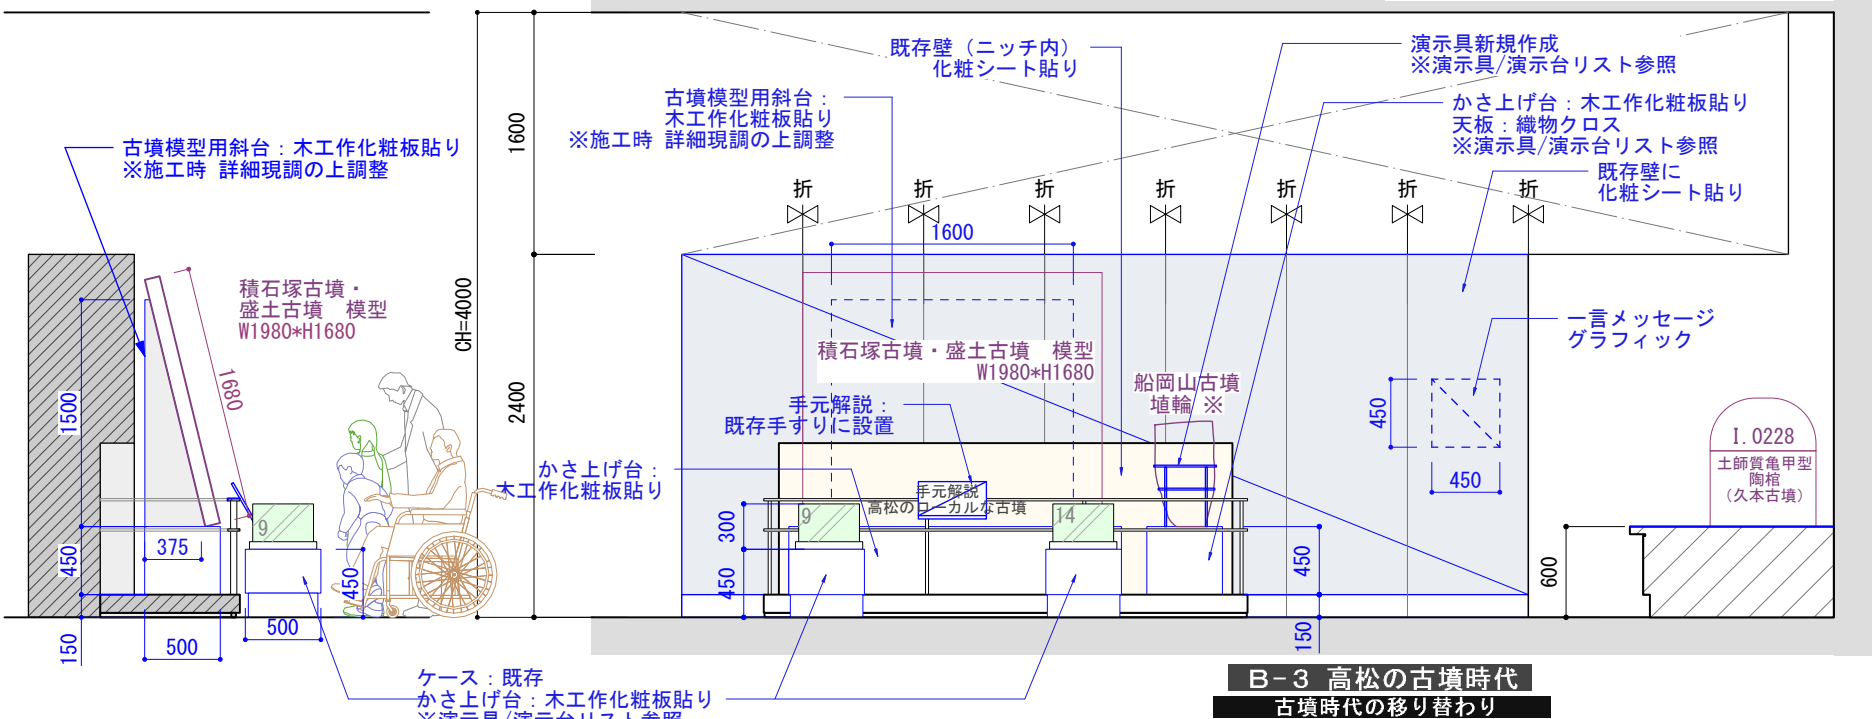 既存壁（ニッチ内）
化粧シート貼り
演示具新規作成
※演示具/演示台リスト参照
古墳模型用斜台：
木工作化粧板貼り
※施工時 詳細現調の上調整
かさ上げ台：木工作化粧板貼り
天板：織物クロス
※演示具/演示台リスト参照
古墳模型用斜台：木工作化粧板貼り
※施工時 詳細現調の上調整
既存壁に
化粧シート貼り
1600
折
折
折
折
折
折
折
1600
積石塚古墳・
盛土古墳　模型
W1980*H1680
CH=4000
2400
1680
1500
積石塚古墳・盛土古墳　模型
W1980*H1680
船岡山古墳
埴輪 ※
一言メッセージ
グラフィック
450
450
手元解説：
既存手すりに設置
かさ上げ台：
木工作化粧板貼り
手元解説
高松のローカルな古墳
I.0228
土師質亀甲型
陶棺
（久本古墳）
9
9
14
375
450
450
300
450
450
600
150
500
500
150
ケース：既存
かさ上げ台：木工作化粧板貼り
※演示具/演示台リスト参照
B-3 高松の古墳時代
古墳時代の移り替わり